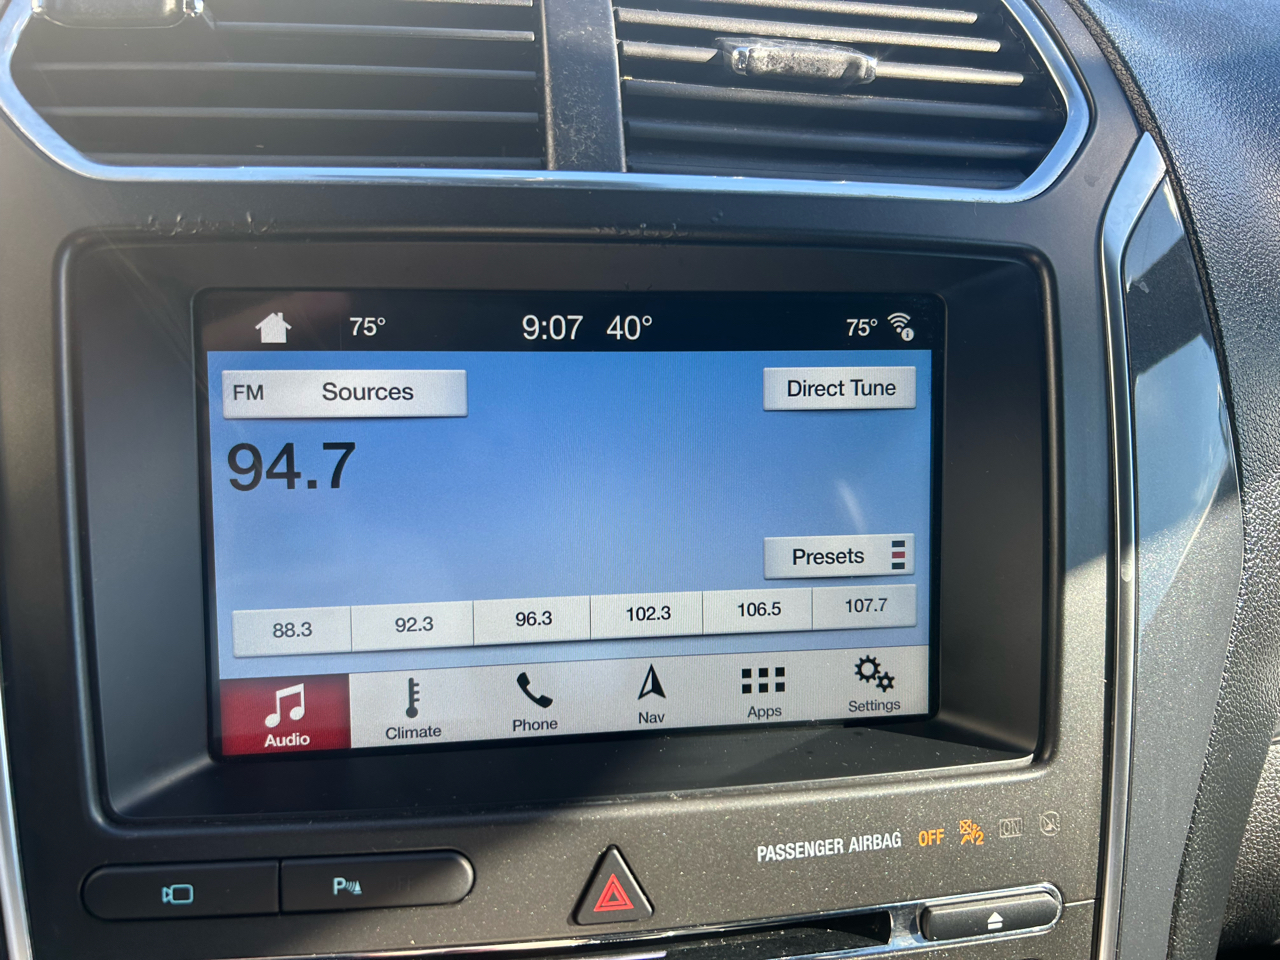 75° 9:07 40° 75°
FM Sources Direct Tune
94.7
Presets
88.3 92.3 96.3 102.3 106.5 107.7
Audio Climate Phone Nav Apps Settings
PASSENGER AIRBAG OFF 2 ON
P